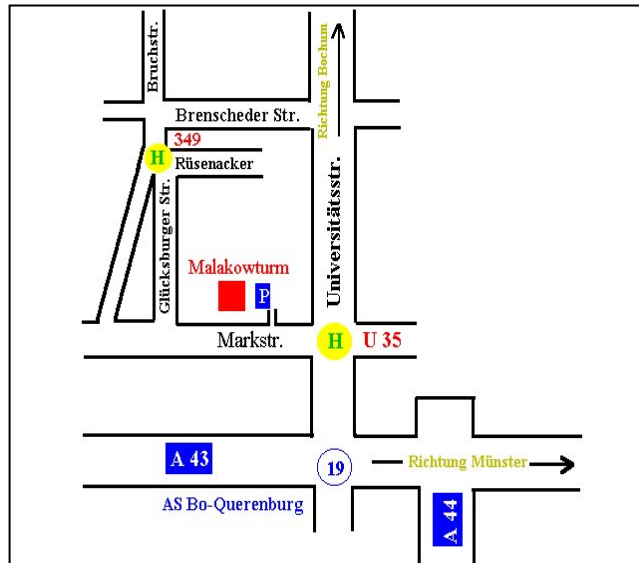 Bruchstr.
Richtung Bochum
Brenscheder Str.
349
H
Rüsenacker
Glücksburger Str.
Universitätsstr.
Malakowturm
P
Markstr.
H
U 35
A 43
19
Richtung Münster
AS Bo-Querenburg
A 44